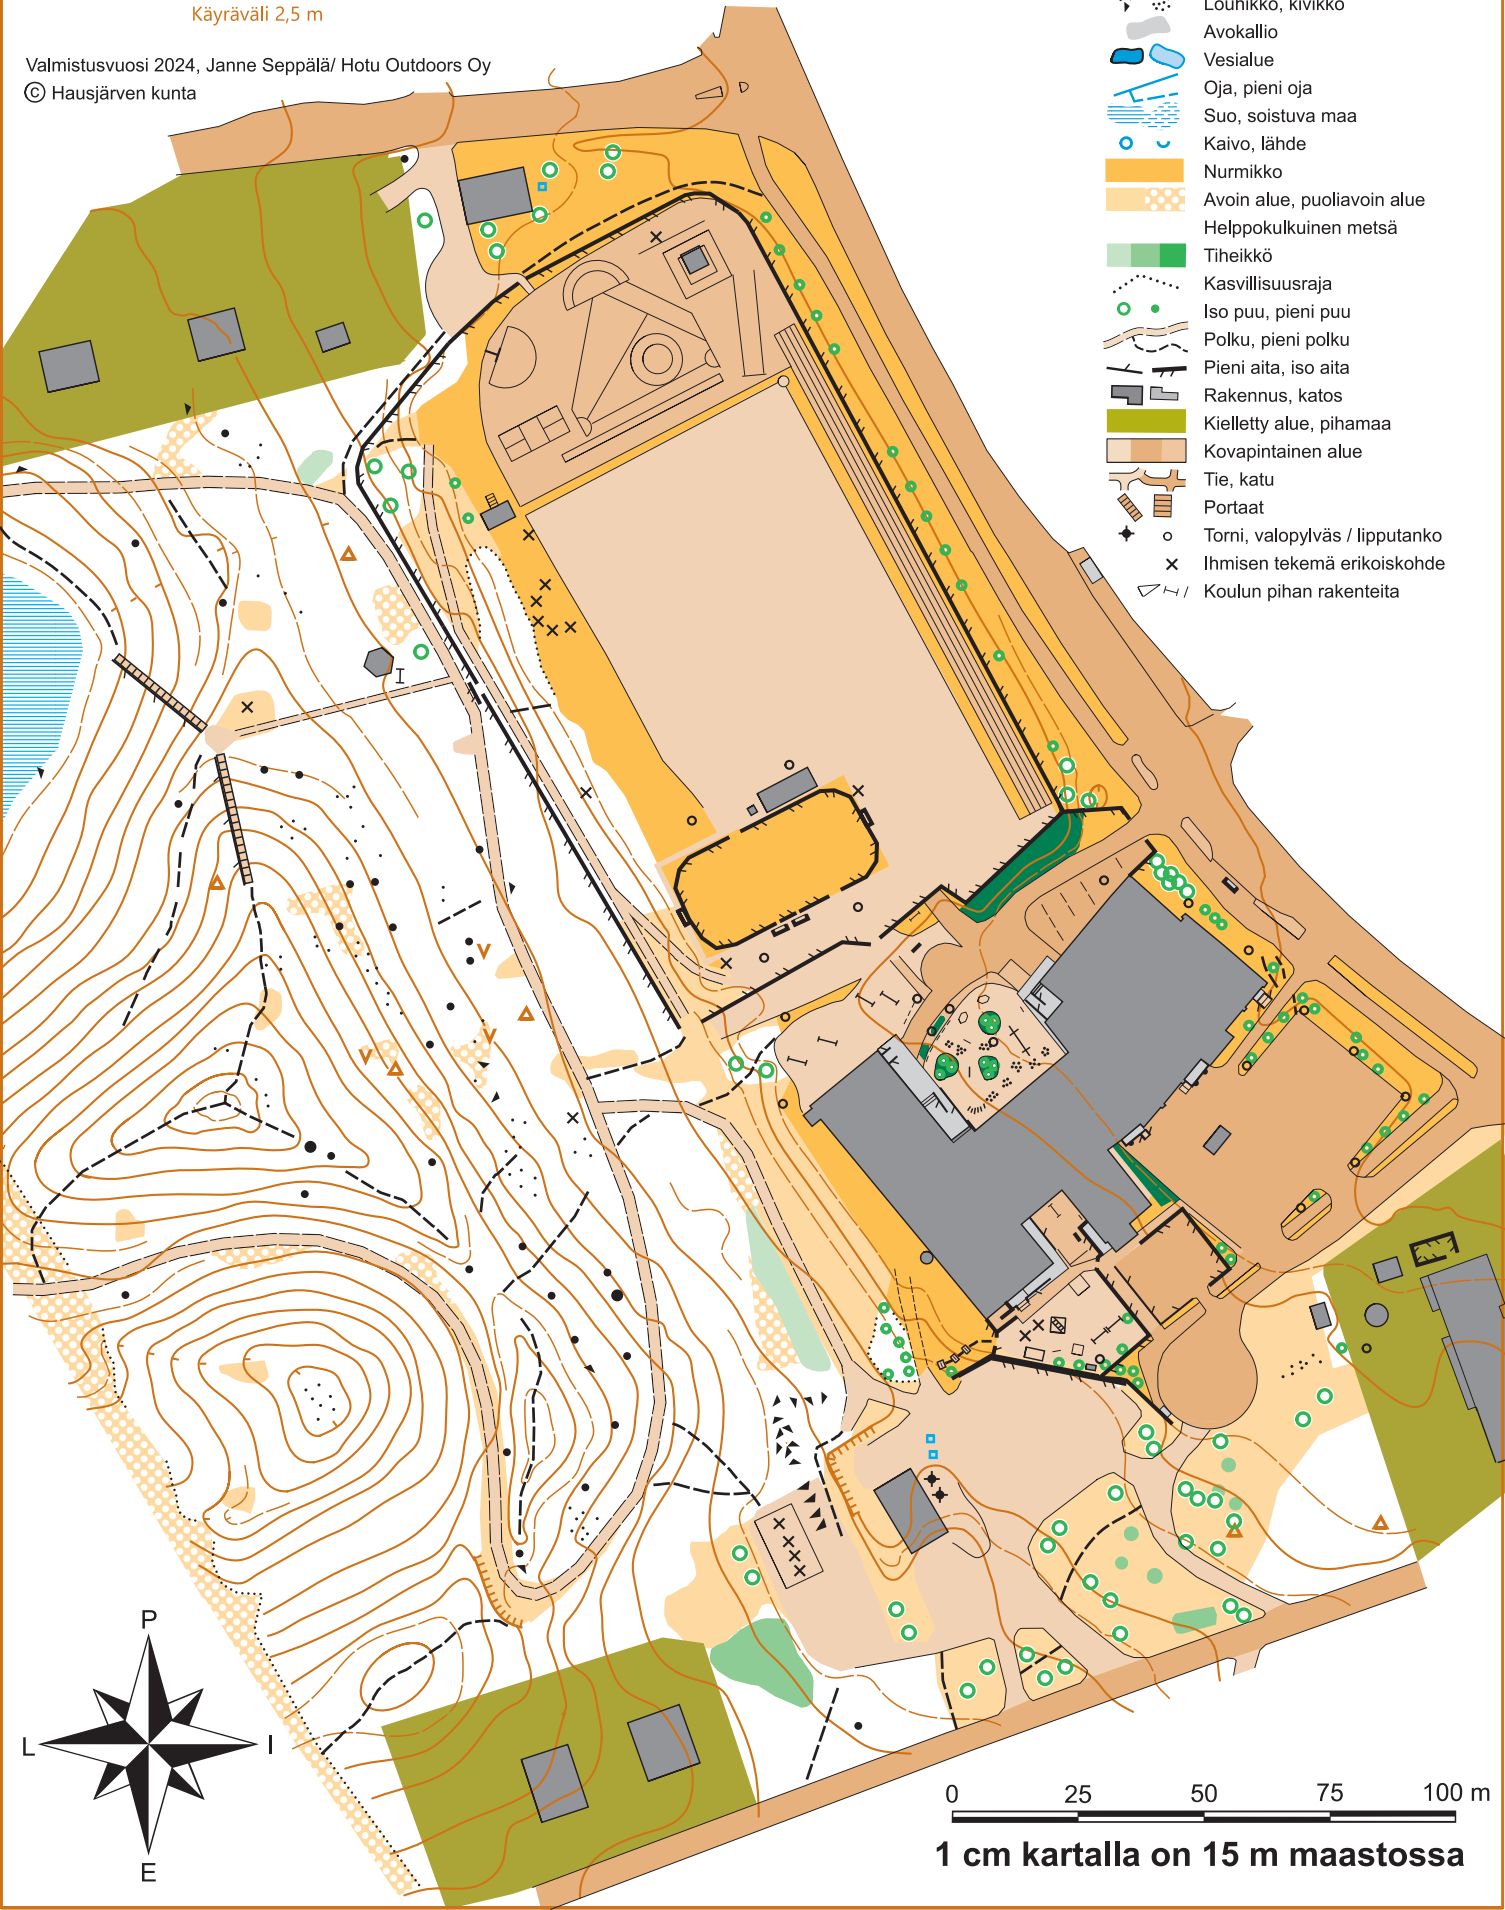 Käyräväli 2,5 m
Valmistusvuosi 2024, Janne Seppälä/ Hotu Outdoors Oy
© Hausjärven kunta
Louhikko, kivikko
Avokallio
Vesialue
Oja, pieni oja
Suo, soistuva maa
Kaivo, lähde
Nurmikko
Avoin alue, puoliavoin alue
Helppokulkuinen metsä
Tiheikkö
Kasvillisuusraja
Iso puu, pieni puu
Polku, pieni polku
Pieni aita, iso aita
Rakennus, katos
Kielletty alue, pihamaa
Kovapintainen alue
Tie, katu
Portaat
Torni, valopylväs / lipputanko
Ihmisen tekemä erikoiskohde
Koulun pihan rakenteita
P
L I
E
0 25 50 75 100 m
1 cm kartalla on 15 m maastossa